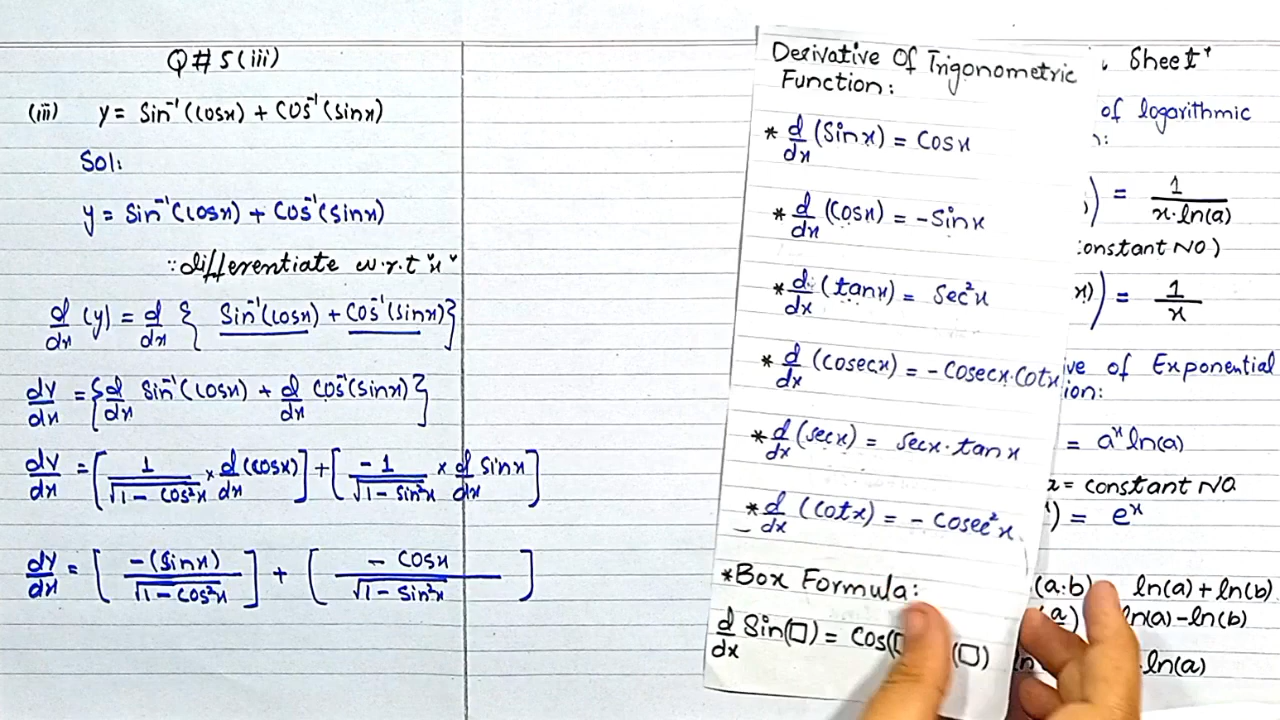 Q # 5(iii)
(iii) y = Sin⁻¹(cosx) + COS⁻¹(sinx)
Sol:
y = Sin⁻¹(cosx) + Cos⁻¹(sinx)
∵ differentiate w.r.t "x"
d/dx (y) = d/dx { Sin⁻¹(cosx) + Cos⁻¹(sinx) }
dy/dx = { d/dx Sin⁻¹(cosx) + d/dx Cos⁻¹(sinx) }
dy/dx = [ 1/√(1 - Cos²x) × d/dx (cosx) ] + [ -1/√(1 - Sin²x) × d/dx Sinx ]
dy/dx = [ -(Sinx)/√(1 - Cos²x) ] + [ - Cosx/√(1 - Sin²x) ]
Derivative Of Trigonometric
Function:
* d/dx (Sinx) = Cosx
* d/dx (Cosx) = -Sinx
* d/dx (tanx) = Sec²x
* d/dx (cosecx) = - Cosecx·Cotx
* d/dx (secx) = Secx·tanx
* d/dx (Cotx) = - Cosec²x
* Box Formula:
d/dx Sin(□) = Cos( (□)
Sheet
of logarithmic
) = 1/(x·ln(a))
constant NO)
x)) = 1/x
ve of Exponential
ion:
= aˣ ln(a)
a = constant NO
) = eˣ
(a·b) ln(a) + ln(b)
(a ln(a) - ln(b)
· ln(a)